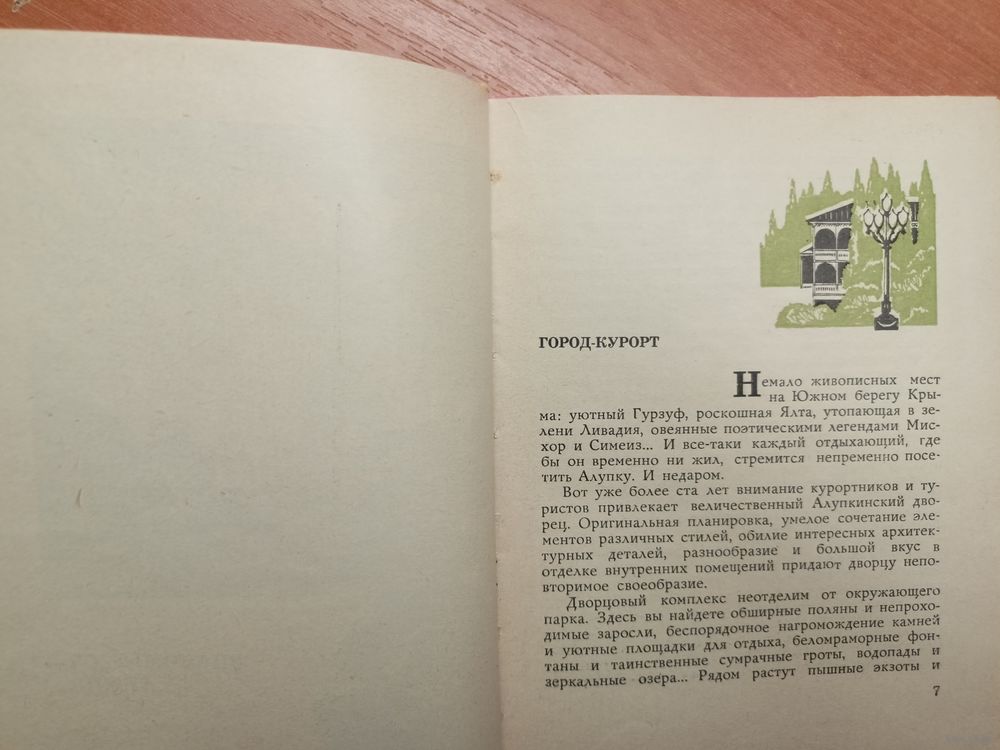 ГОРОД-КУРОРТ
Немало живописных мест
на Южном берегу Кры-
ма: уютный Гурзуф, роскошная Ялта, утопающая в зе-
лени Ливадия, овеянные поэтическими легендами Мис-
хор и Симеиз... И все-таки каждый отдыхающий, где
бы он временно ни жил, стремится непременно посе-
тить Алупку. И недаром.
Вот уже более ста лет внимание курортников и ту-
ристов привлекает величественный Алупкинский дво-
рец. Оригинальная планировка, умелое сочетание эле-
ментов различных стилей, обилие интересных архитек-
турных деталей, разнообразие и большой вкус в
отделке внутренних помещений придают дворцу непо-
вторимое своеобразие.
Дворцовый комплекс неотделим от окружающего
парка. Здесь вы найдете обширные поляны и непрохо-
димые заросли, беспорядочное нагромождение камней
и уютные площадки для отдыха, беломраморные фон-
таны и таинственные сумрачные гроты, водопады и
зеркальные озера... Рядом растут пышные экзоты и
7